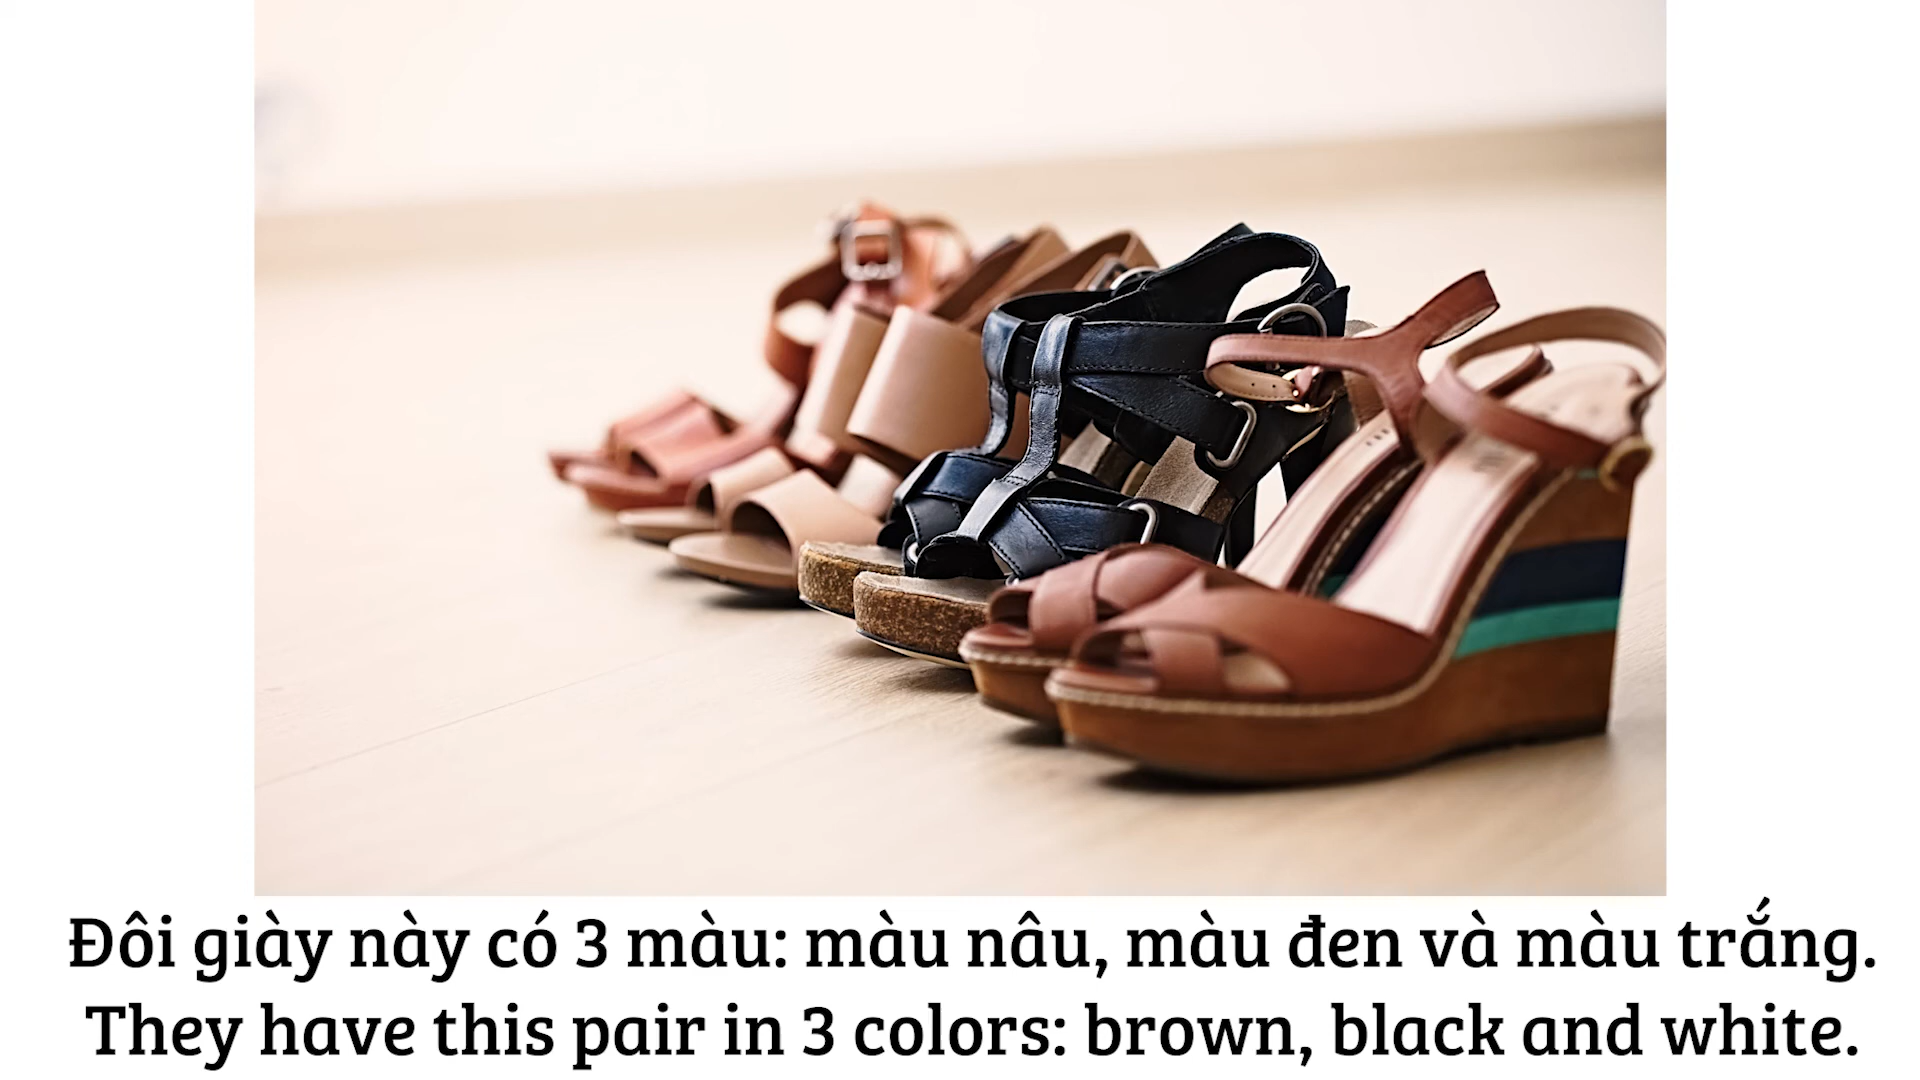 Đôi giày này có 3 màu: màu nâu, màu đen và màu trắng.
They have this pair in 3 colors: brown, black and white.